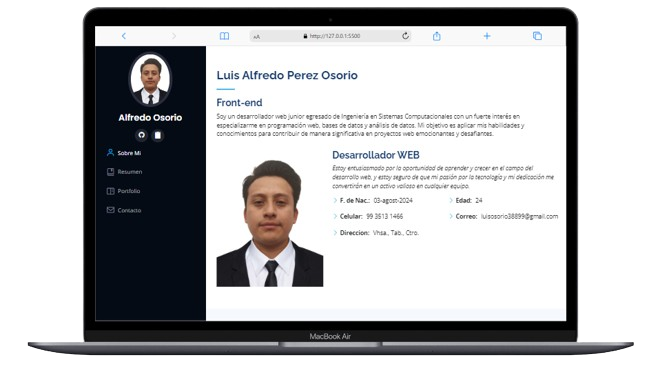 AA
http://127.0.0.1:5500
Alfredo Osorio
Sobre Mi
Resumen
Portfolio
Contacto
Luis Alfredo Perez Osorio
Front-end
Soy un desarrollador web junior egresado de Ingeniería en Sistemas Computacionales con un fuerte interés en
especializarme en programación web, bases de datos y análisis de datos. Mi objetivo es aplicar mis habilidades y
conocimientos para contribuir de manera significativa en proyectos web emocionantes y desafiantes.
Desarrollador WEB
Estoy entusiasmado por la oportunidad de aprender y crecer en el campo del
desarrollo web, y estoy seguro de que mi pasión por la tecnología y mi dedicación me
convertirán en un activo valioso en cualquier equipo.
F. de Nac.: 03-agost-2024 Edad: 24
Celular: 99 3513 1466 Correo: luisosorio38899@gmail.com
Direccion: Vhsa., Tab., Ctro.
MacBook Air